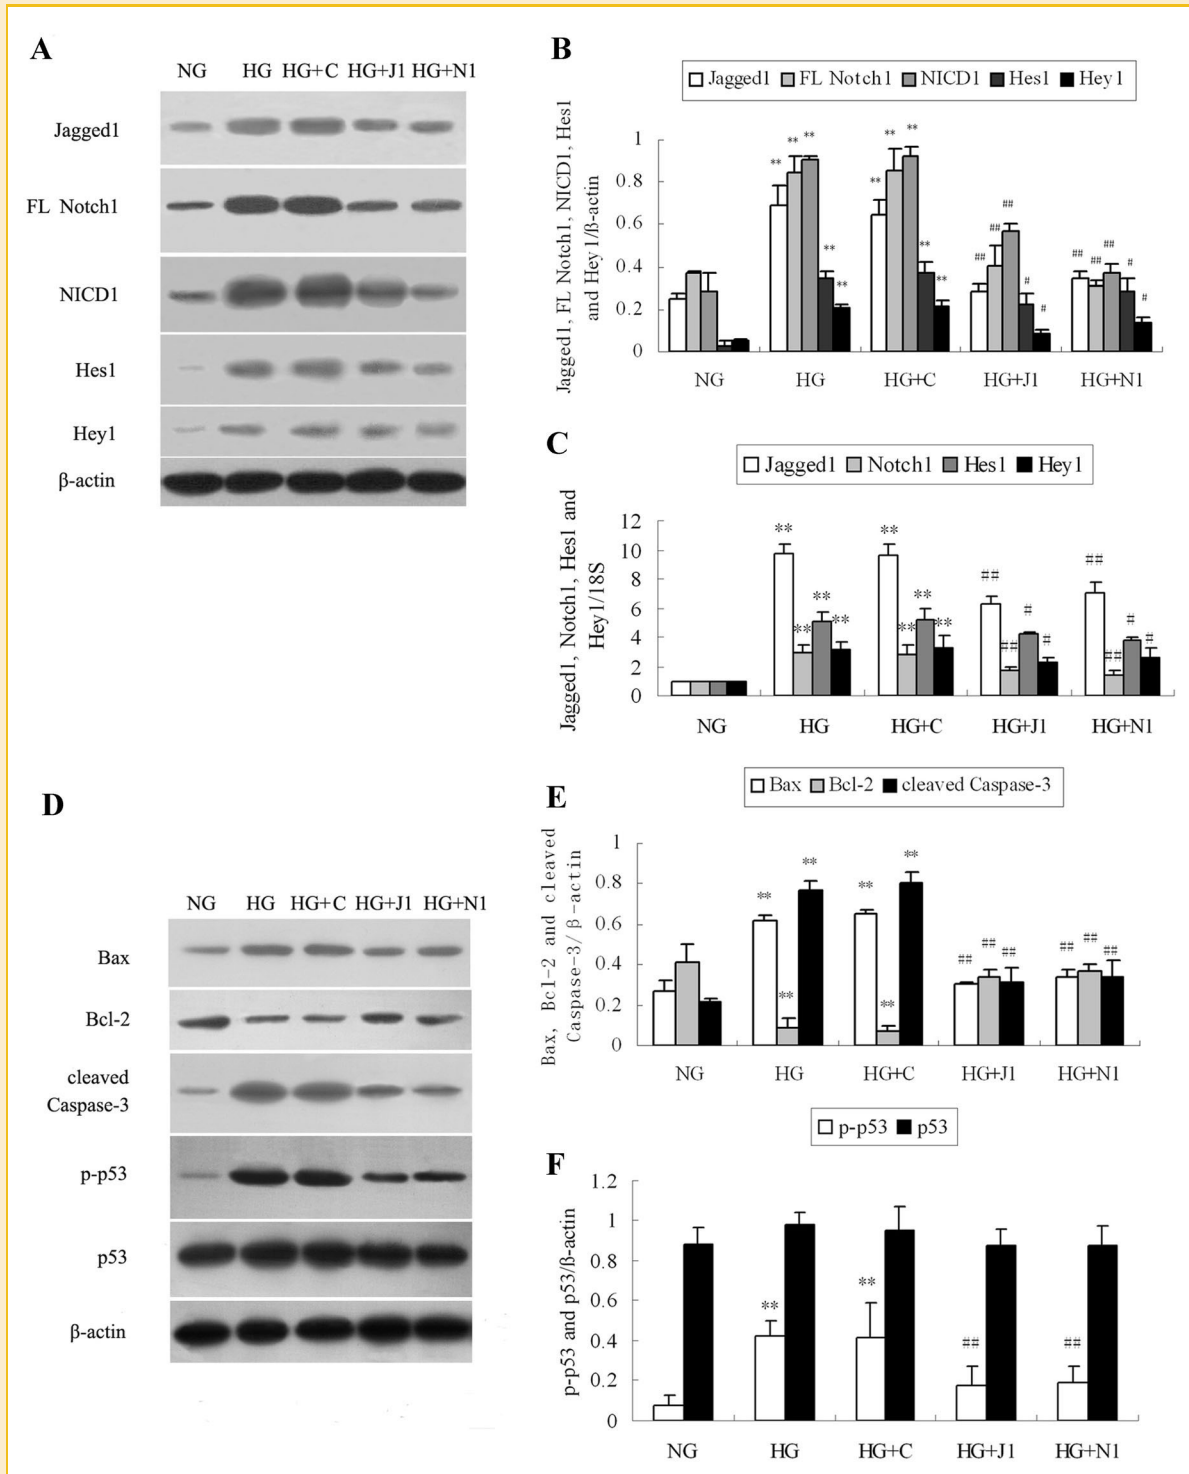 A
NG HG HG+C HG+J1 HG+N1
Jagged1
FL Notch1
NICD1
Hes1
Hey1
β-actin
B
Jagged1 FL Notch1 NICD1 Hes1 Hey1
Jagged1, FL Notch1, NICD1, Hes1
and Hey1/ß-actin
1
** ** ** ** ** **
0.8
0.6
## ## ##
** ** ** **
0.4
## ## ## #
# # #
0.2
0
NG HG HG+C HG+J1 HG+N1
C
Jagged1 Notch1 Hes1 Hey1
Jagged1, Notch1, Hes1 and
Hey1/18S
12
** **
10
## ##
8
6
** **
4
** ** ** ** # # # #
2
## ##
0
NG HG HG+C HG+J1 HG+N1
D
NG HG HG+C HG+J1 HG+N1
Bax
Bcl-2
cleaved
Caspase-3
p-p53
p53
β-actin
E
Bax Bcl-2 cleaved Caspase-3
Bax, Bcl-2 and cleaved
Caspase-3/β-actin
1
** **
0.8
** **
0.6
0.4
## ## ## ## ## ##
0.2
** **
0
NG HG HG+C HG+J1 HG+N1
p-p53 p53
F
p-p53 and p53/ß-actin
1.2
1
0.8
0.6
** **
0.4
## ##
0.2
0
NG HG HG+C HG+J1 HG+N1